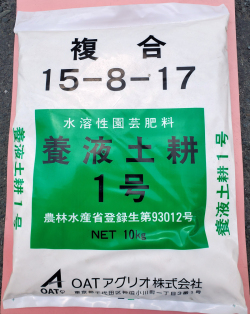 複合
15-8-17
水溶性園芸肥料
養液土耕
1号
農林水産省登録生第93012号
NET 10kg
養液土耕1号
養液土耕1号
OAT
OATアグリオ株式会社